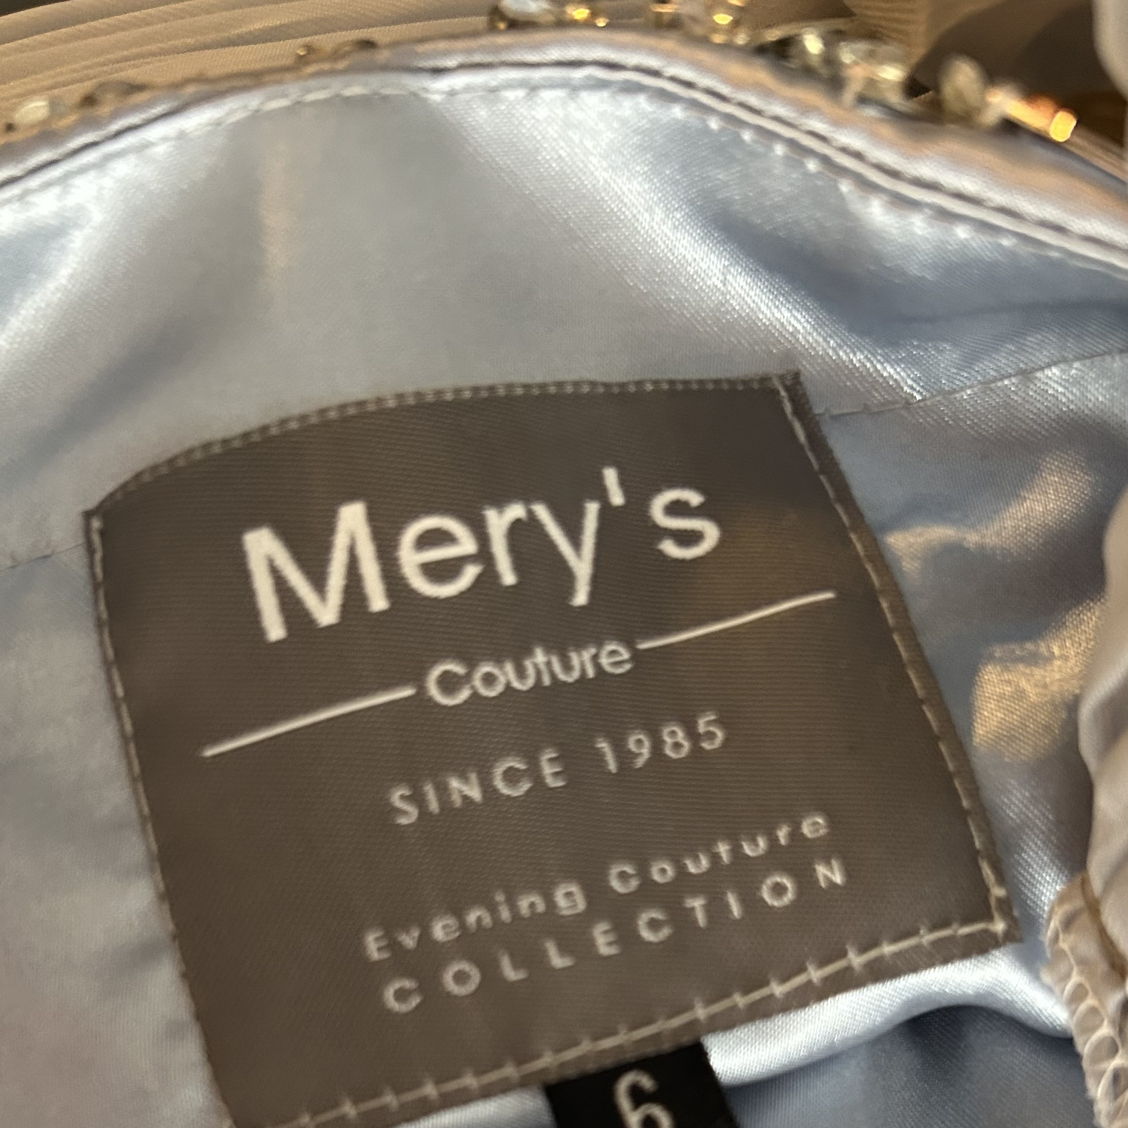 Mery's
Couture
SINCE 1985
Evening Couture
COLLECTION
6